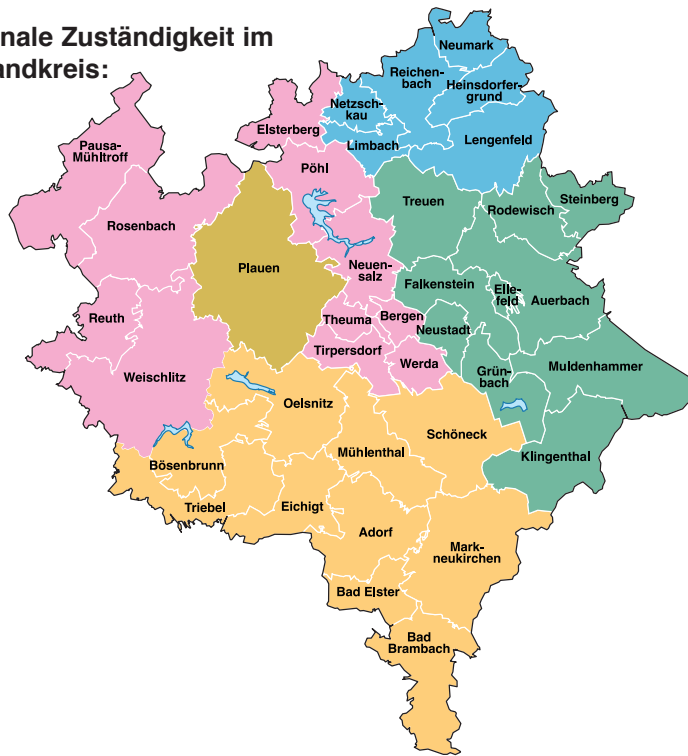 nale Zuständigkeit im
andkreis:
Neumark
Reichen-
bach
Heinsdorfer-
grund
Netzsch-
kau
Elsterberg
Limbach
Lengenfeld
Pausa-
Mühltroff
Pöhl
Treuen
Rodewisch
Steinberg
Rosenbach
Plauen
Neuen-
salz
Falkenstein
Elle-
feld
Auerbach
Reuth
Theuma
Bergen
Neustadt
Tirpersdorf
Werda
Grün-
bach
Muldenhammer
Weischlitz
Oelsnitz
Schöneck
Mühlenthal
Klingenthal
Bösenbrunn
Triebel
Eichigt
Adorf
Mark-
neukirchen
Bad Elster
Bad
Brambach